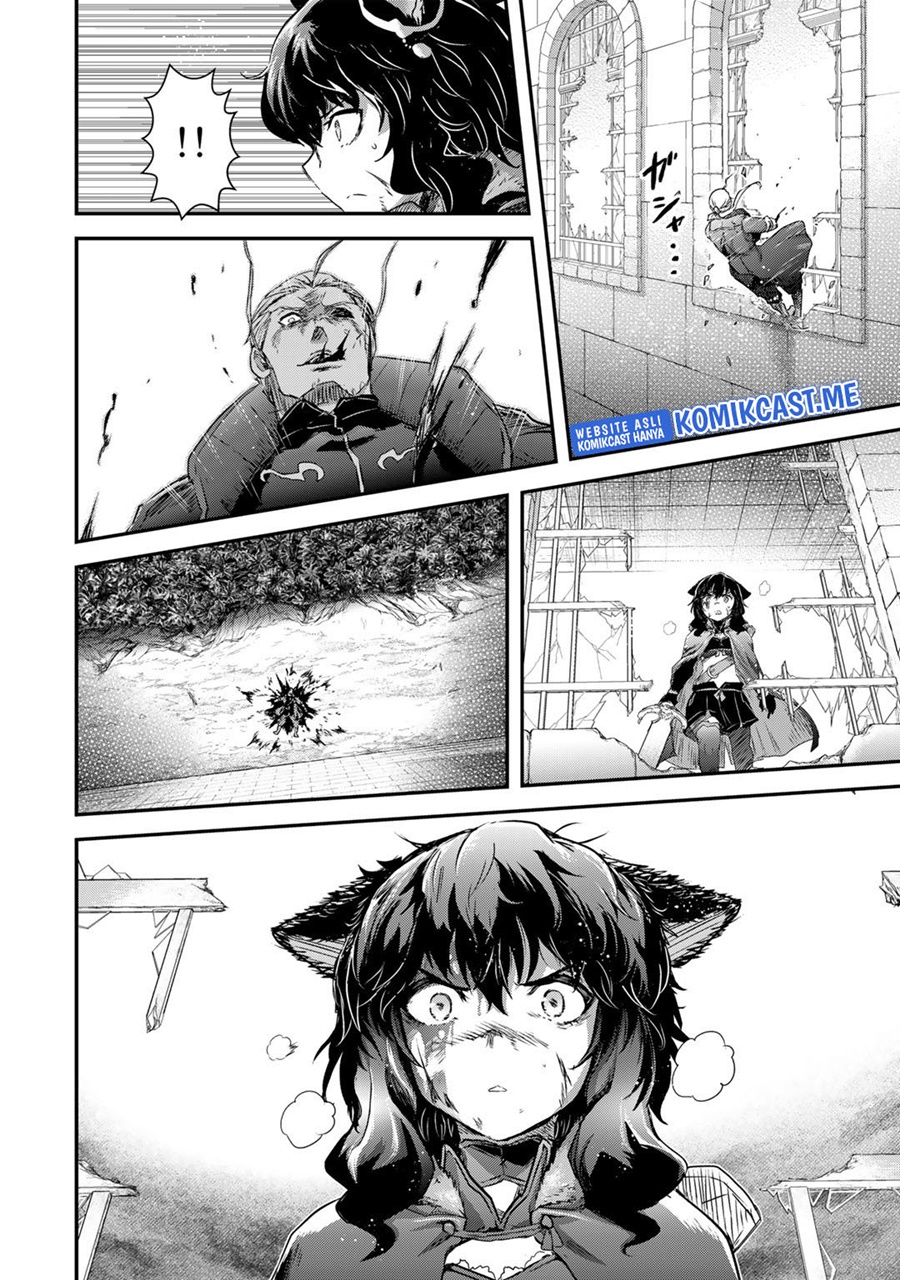 ガシャ・・・
!!
WEBSITE ASLI
KOMIKCAST HANYA
KOMIKCAST.ME